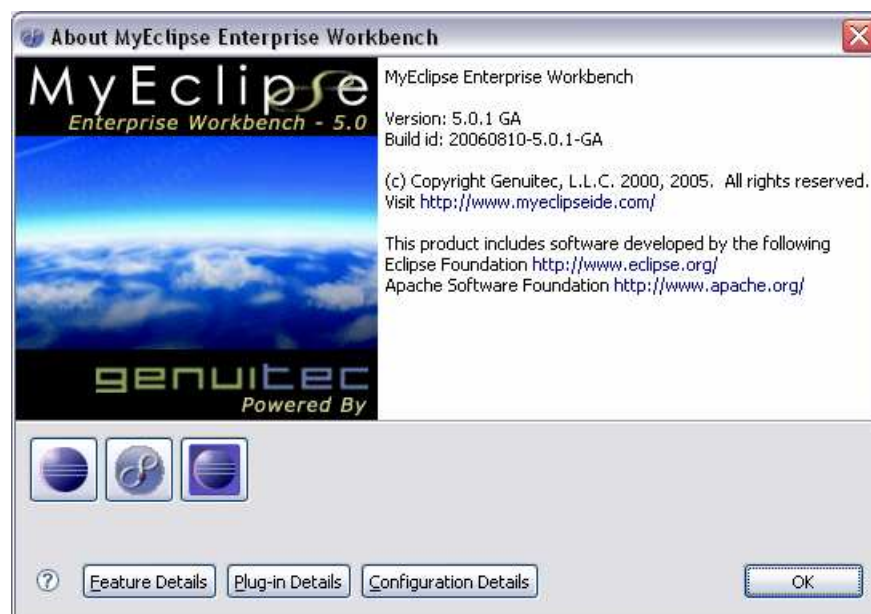 About MyEclipse Enterprise Workbench
MyEclipse
Enterprise Workbench - 5.0
genuitec
Powered By
MyEclipse Enterprise Workbench
Version: 5.0.1 GA
Build id: 20060810-5.0.1-GA
(c) Copyright Genuitec, L.L.C. 2000, 2005. All rights reserved.
Visit http://www.myeclipseide.com/
This product includes software developed by the following
Eclipse Foundation http://www.eclipse.org/
Apache Software Foundation http://www.apache.org/
?
Feature Details
Plug-in Details
Configuration Details
OK